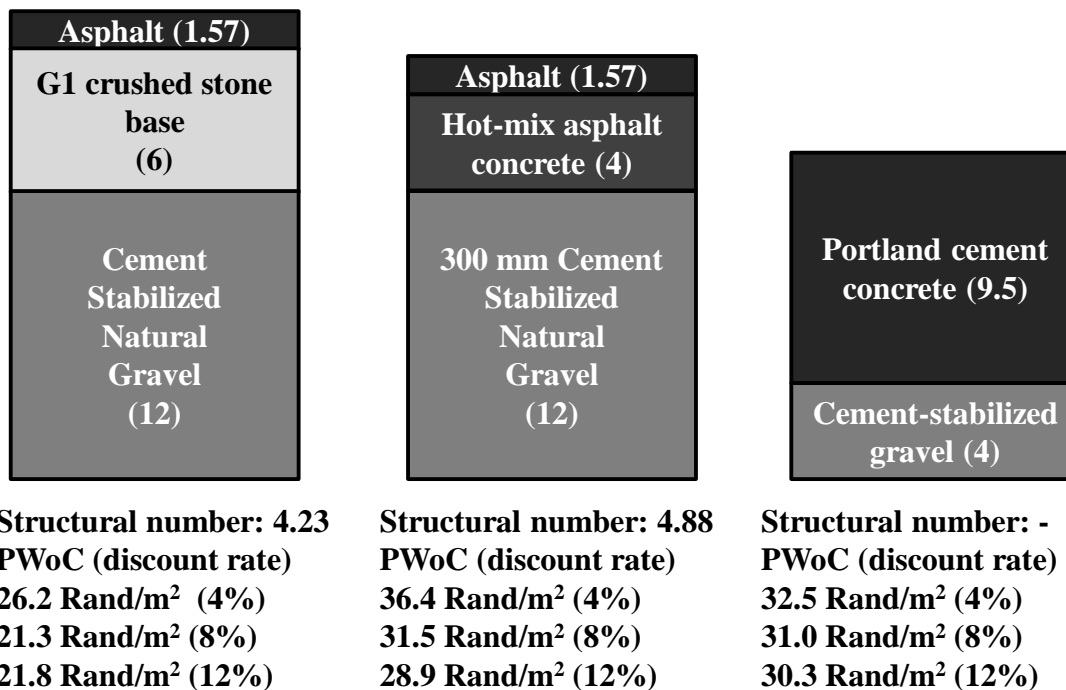 Asphalt (1.57)
G1 crushed stone
base
(6)
Cement
Stabilized
Natural
Gravel
(12)
Structural number: 4.23
PWoC (discount rate)
26.2 Rand/m² (4%)
21.3 Rand/m² (8%)
21.8 Rand/m² (12%)
Asphalt (1.57)
Hot-mix asphalt
concrete (4)
300 mm Cement
Stabilized
Natural
Gravel
(12)
Structural number: 4.88
PWoC (discount rate)
36.4 Rand/m² (4%)
31.5 Rand/m² (8%)
28.9 Rand/m² (12%)
Portland cement
concrete (9.5)
Cement-stabilized
gravel (4)
Structural number: -
PWoC (discount rate)
32.5 Rand/m² (4%)
31.0 Rand/m² (8%)
30.3 Rand/m² (12%)